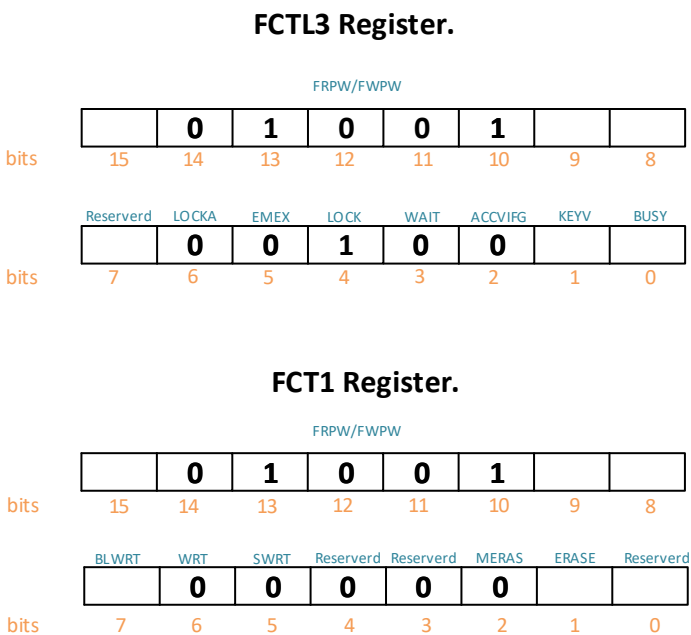 FCTL3 Register.
FRPW/FWPW
0 1 0 0 1
bits 15 14 13 12 11 10 9 8
Reserverd LOCKA EMEX LOCK WAIT ACCVIFG KEYV BUSY
0 0 1 0 0
bits 7 6 5 4 3 2 1 0
FCT1 Register.
FRPW/FWPW
0 1 0 0 1
bits 15 14 13 12 11 10 9 8
BLWRT WRT SWRT Reserverd Reserverd MERAS ERASE Reserverd
0 0 0 0 0
bits 7 6 5 4 3 2 1 0